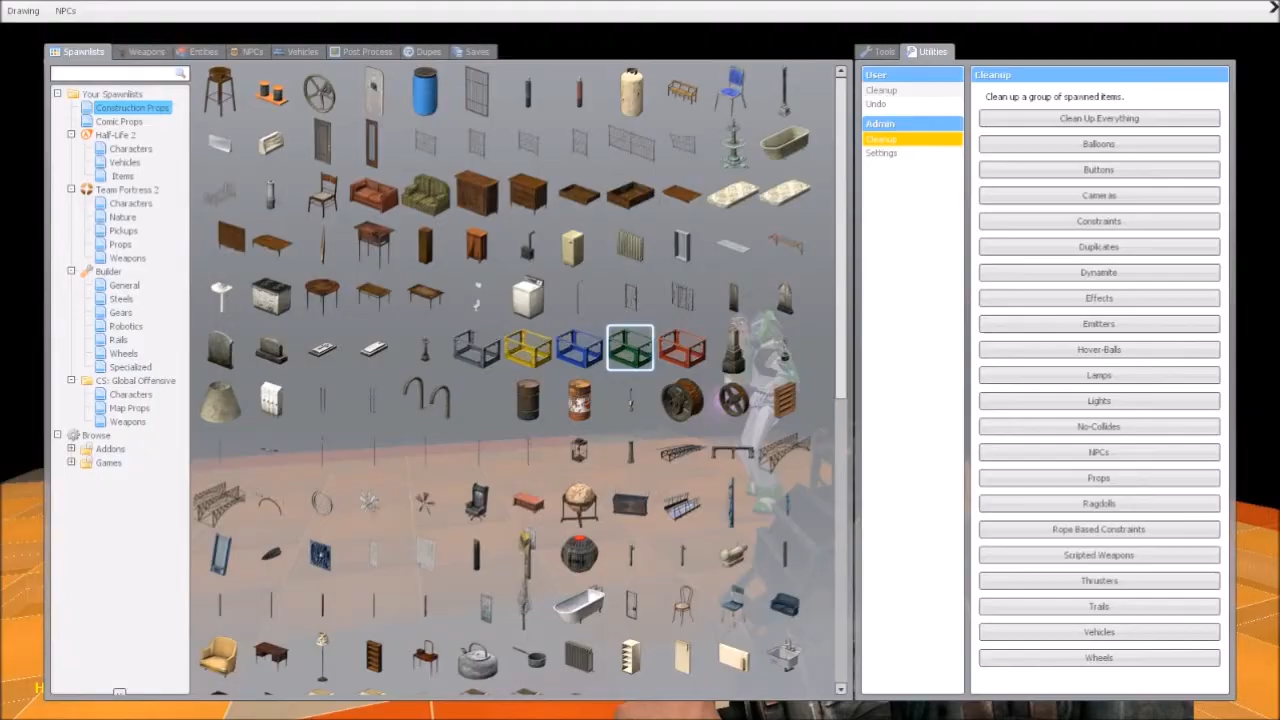 Drawing NPCs
Spawnlists Weapons Entities NPCs Vehicles Post Process Dupes Saves
Tools Utilities
Your Spawnlists
Construction Props
Comic Props
Half-Life 2
Characters
Vehicles
Items
Team Fortress 2
Characters
Nature
Pickups
Props
Weapons
Builder
General
Steels
Gears
Robotics
Rails
Wheels
Specialized
CS: Global Offensive
Characters
Map Props
Weapons
Browse
Addons
Games
User
Cleanup
Undo
Admin
Cleanup
Settings
Cleanup
Clean up a group of spawned items.
Clean Up Everything
Balloons
Buttons
Cameras
Constraints
Duplicates
Dynamite
Effects
Emitters
Hover-Balls
Lamps
Lights
No-Collides
NPCs
Props
Ragdolls
Rope Based Constraints
Scripted Weapons
Thrusters
Trails
Vehicles
Wheels
H